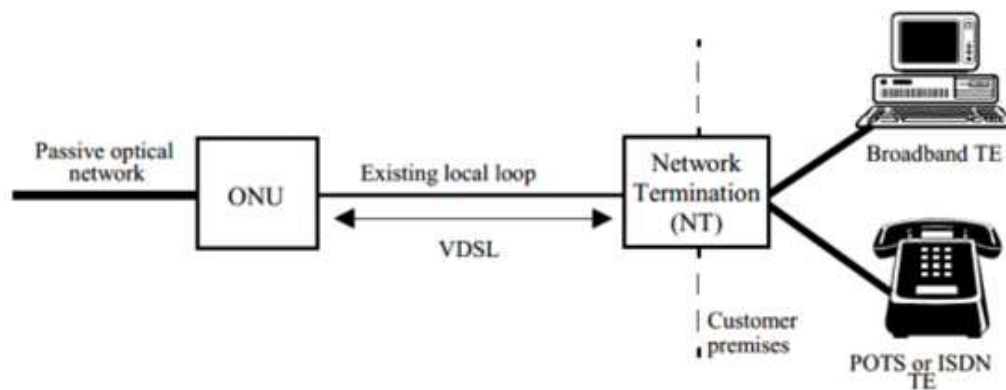 Passive optical
network
ONU
Existing local loop
VDSL
Network
Termination
(NT)
Customer
premises
Broadband TE
POTS or ISDN
TE